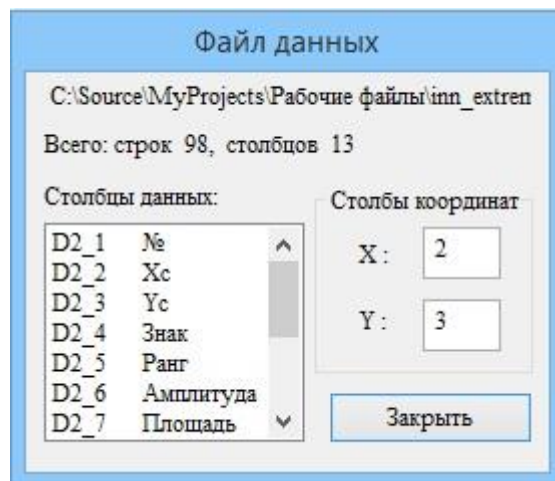 Файл данных
C:\Source\MyProjects\Рабочие файлы\inn_extren
Всего: строк 98, столбцов 13
Столбцы данных:
D2_1 №
D2_2 Xc
D2_3 Yc
D2_4 Знак
D2_5 Ранг
D2_6 Амплитуда
D2_7 Площадь
Столбы координат
X : 2
Y : 3
Закрыть